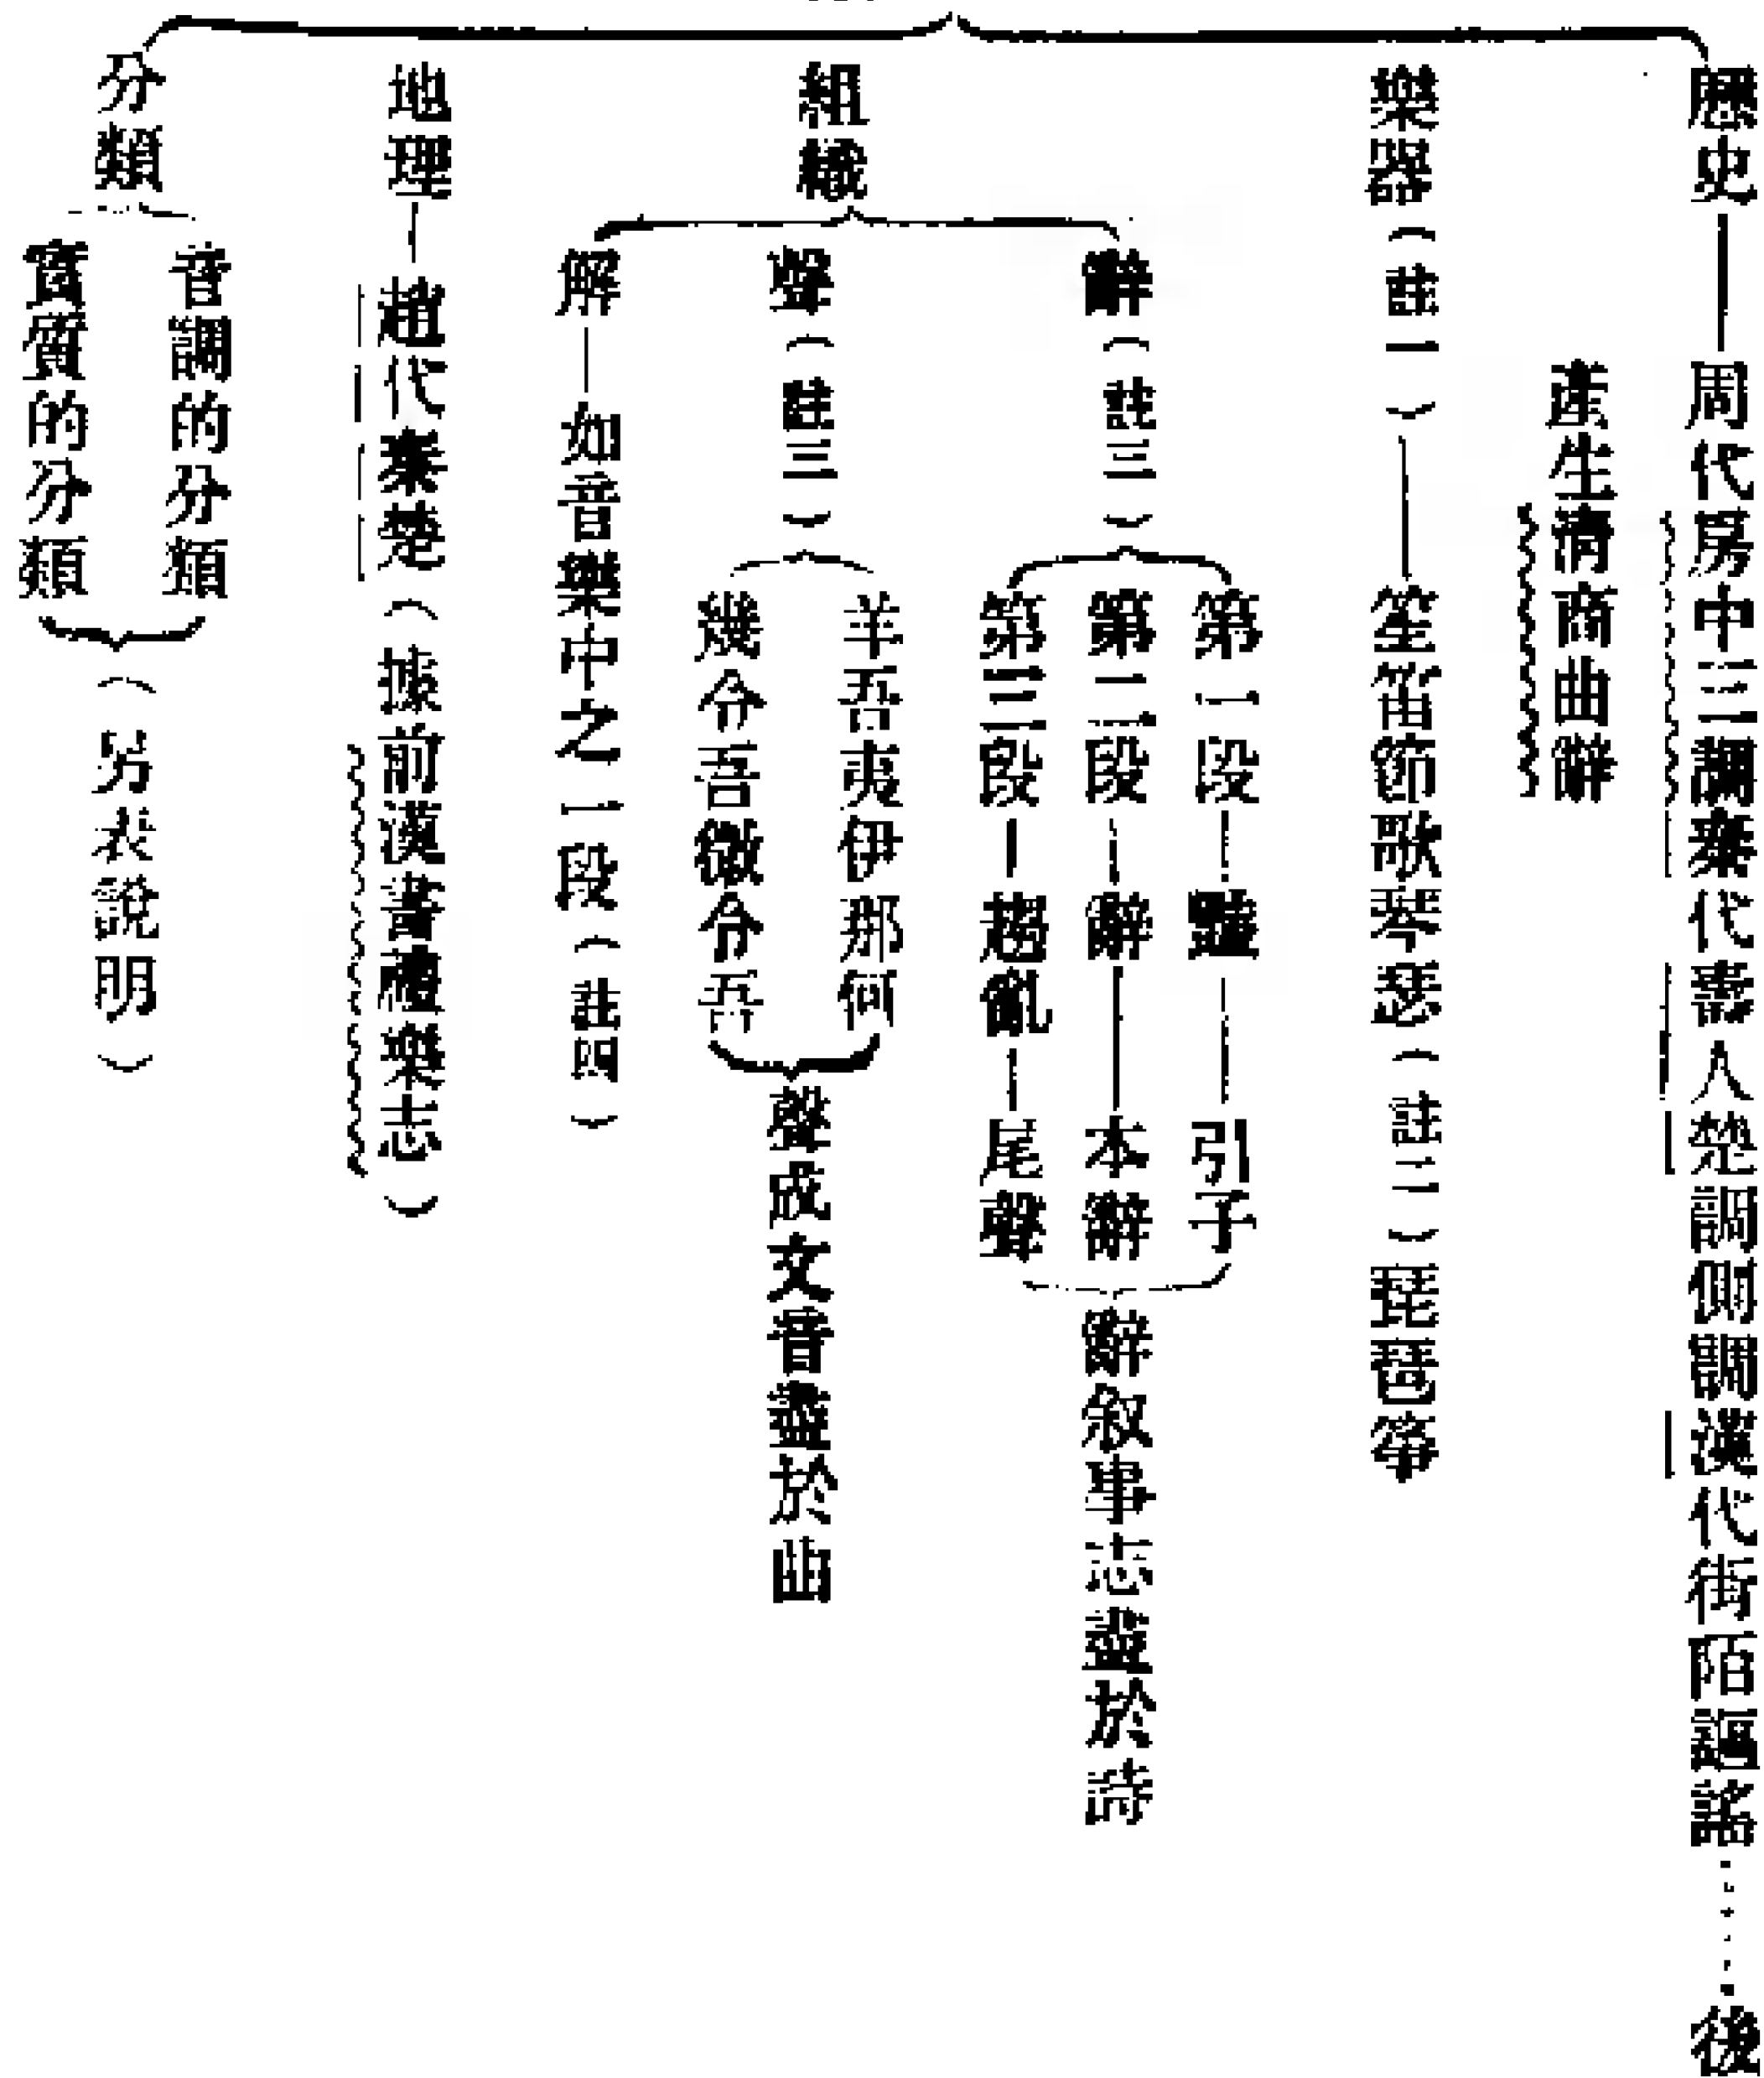 歷史——周代房中三調秦代壽人楚調側調漢代街陌謳謠……後
產生清商曲辭
樂器(註一)——笙笛節歌琴瑟(註二)琵琶箏
組織
辭(註三)
第一段——豔——引子
第二段——辭——本辭
第三段——趨亂——尾聲
辭叙事志盡於詩
聲(註三)
羊吾夷伊那何
幾令吾微令吾
聲成文音盡於曲
解——如音樂中之一段(註四)
地理——趙代秦楚(據前漢書禮樂志)
分類
音調的分類
實質的分類
(另表說明)